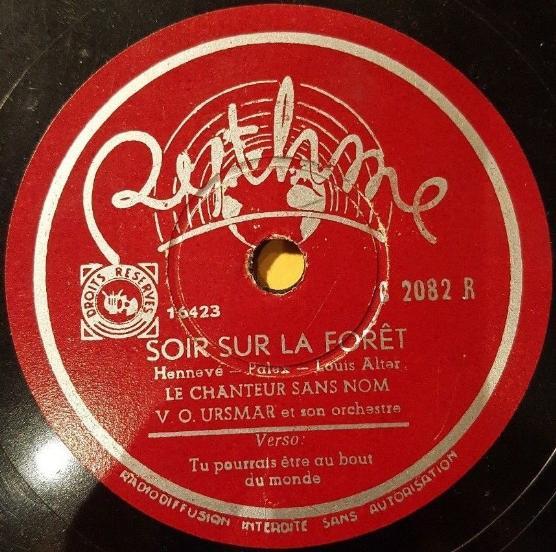 Rythme
DROITS RÉSERVÉS
16423
2082 R
SOIR SUR LA FORÊT
Hennevé - Palex - Louis Alter
LE CHANTEUR SANS NOM
V. O. URSMAR et son orchestre
Verso:
Tu pourrais être au bout
du monde
RADIODIFFUSION INTERDITE SANS AUTORISATION